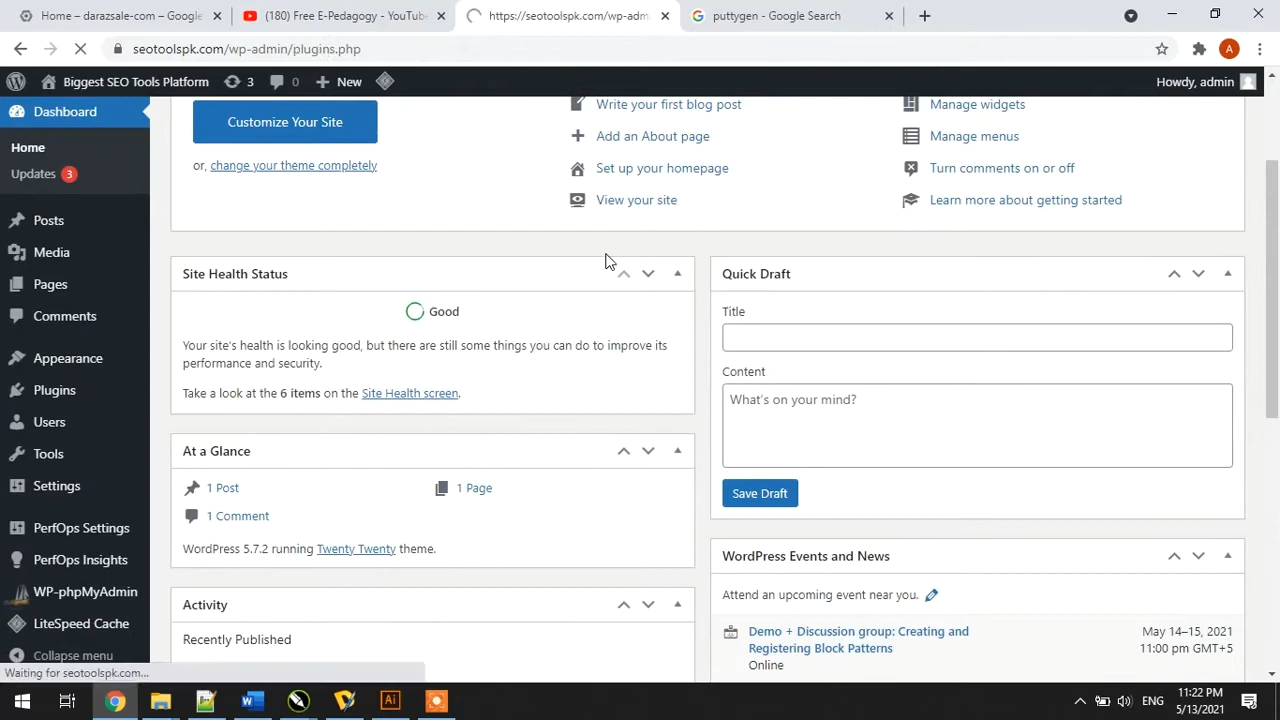 Home – darazsale-com – Google
(180) Free E-Pedagogy - YouTube
https://seotoolspk.com/wp-adm
puttygen - Google Search
seotoolspk.com/wp-admin/plugins.php
A
Biggest SEO Tools Platform
3
0
New
Howdy, admin
Dashboard
Home
Updates 3
Posts
Media
Pages
Comments
Appearance
Plugins
Users
Tools
Settings
PerfOps Settings
PerfOps Insights
WP-phpMyAdmin
LiteSpeed Cache
Collapse menu
Customize Your Site
or, change your theme completely
Write your first blog post
Add an About page
Set up your homepage
View your site
Manage widgets
Manage menus
Turn comments on or off
Learn more about getting started
Site Health Status
Good
Your site's health is looking good, but there are still some things you can do to improve its
performance and security.
Take a look at the 6 items on the Site Health screen.
At a Glance
1 Post
1 Page
1 Comment
WordPress 5.7.2 running Twenty Twenty theme.
Activity
Recently Published
Quick Draft
Title
Content
What's on your mind?
Save Draft
WordPress Events and News
Attend an upcoming event near you.
Demo + Discussion group: Creating and
Registering Block Patterns
Online
May 14–15, 2021
11:00 pm GMT+5
Waiting for seotoolspk.com...
Ai
ENG
11:22 PM
5/13/2021